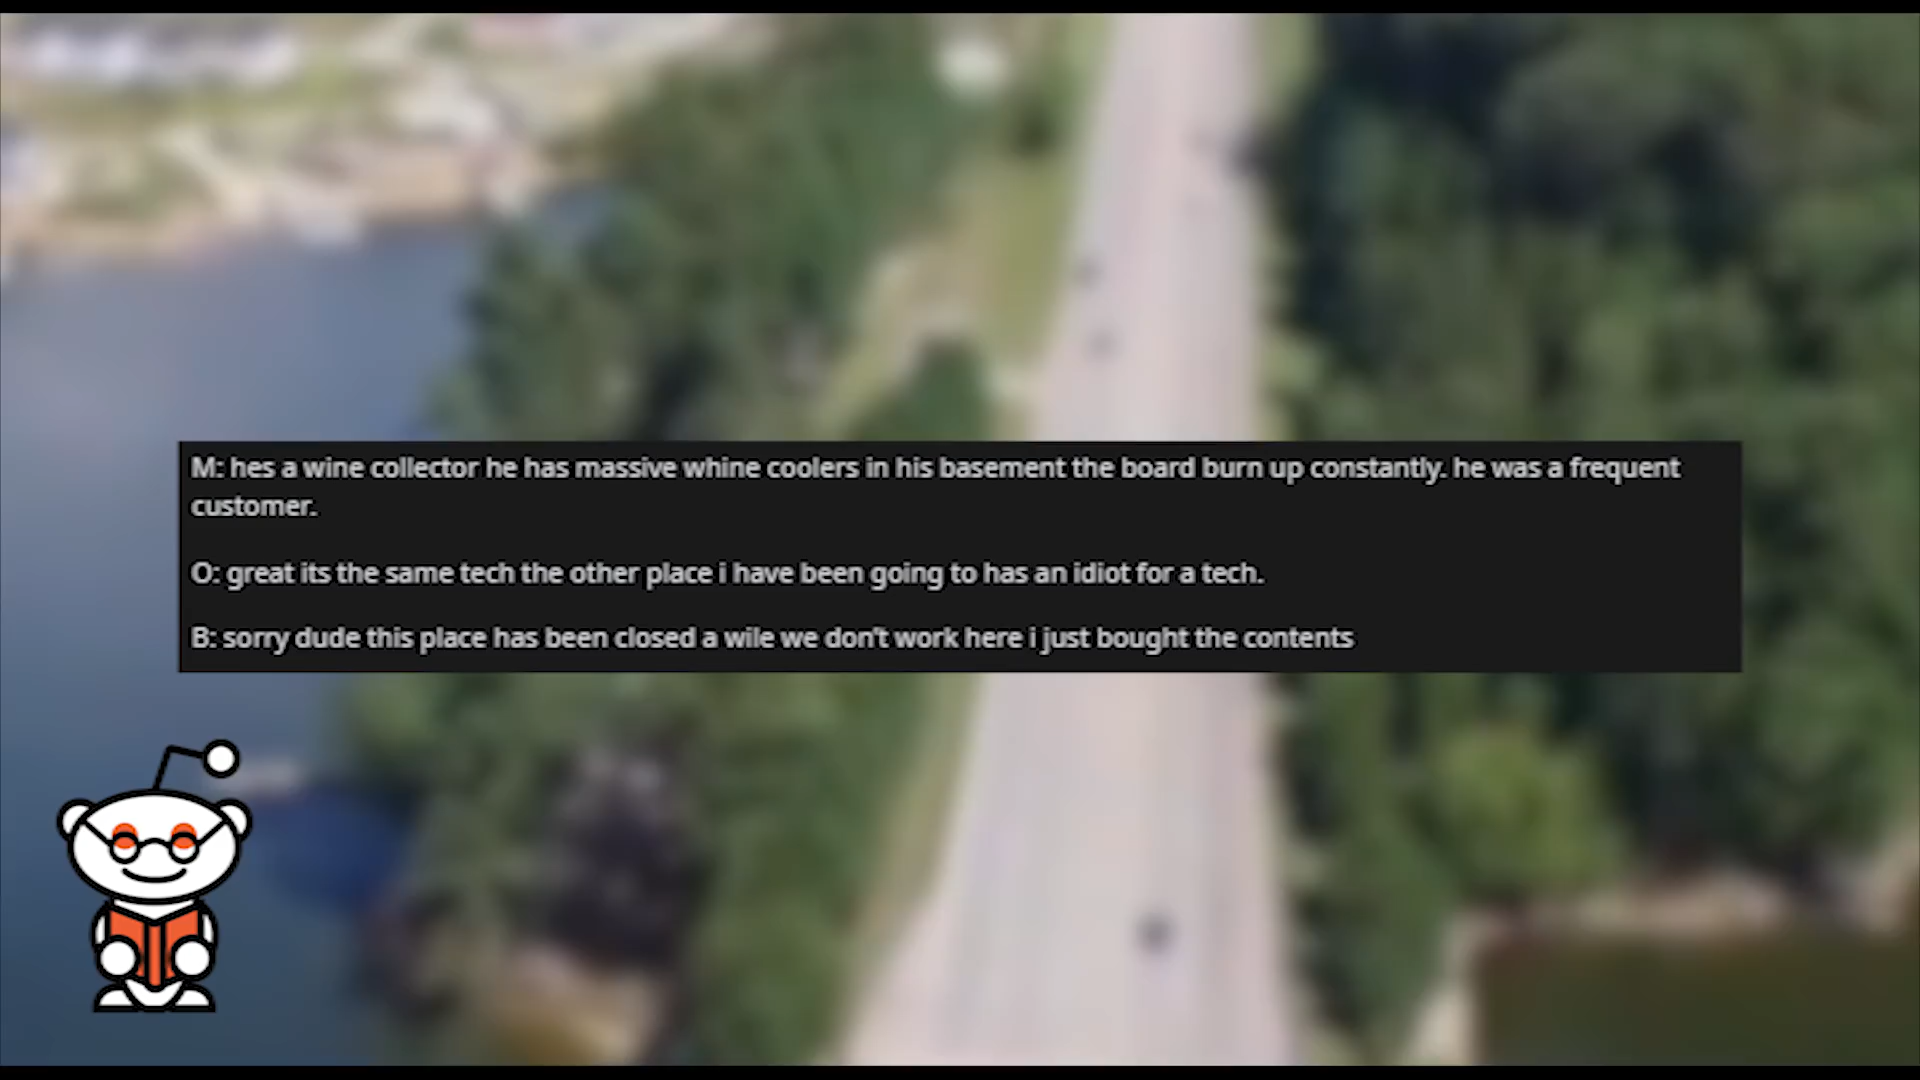 M: hes a wine collector he has massive whine coolers in his basement the board burn up constantly. he was a frequent
customer.
O: great its the same tech the other place i have been going to has an idiot for a tech.
B: sorry dude this place has been closed a wile we don't work here i just bought the contents